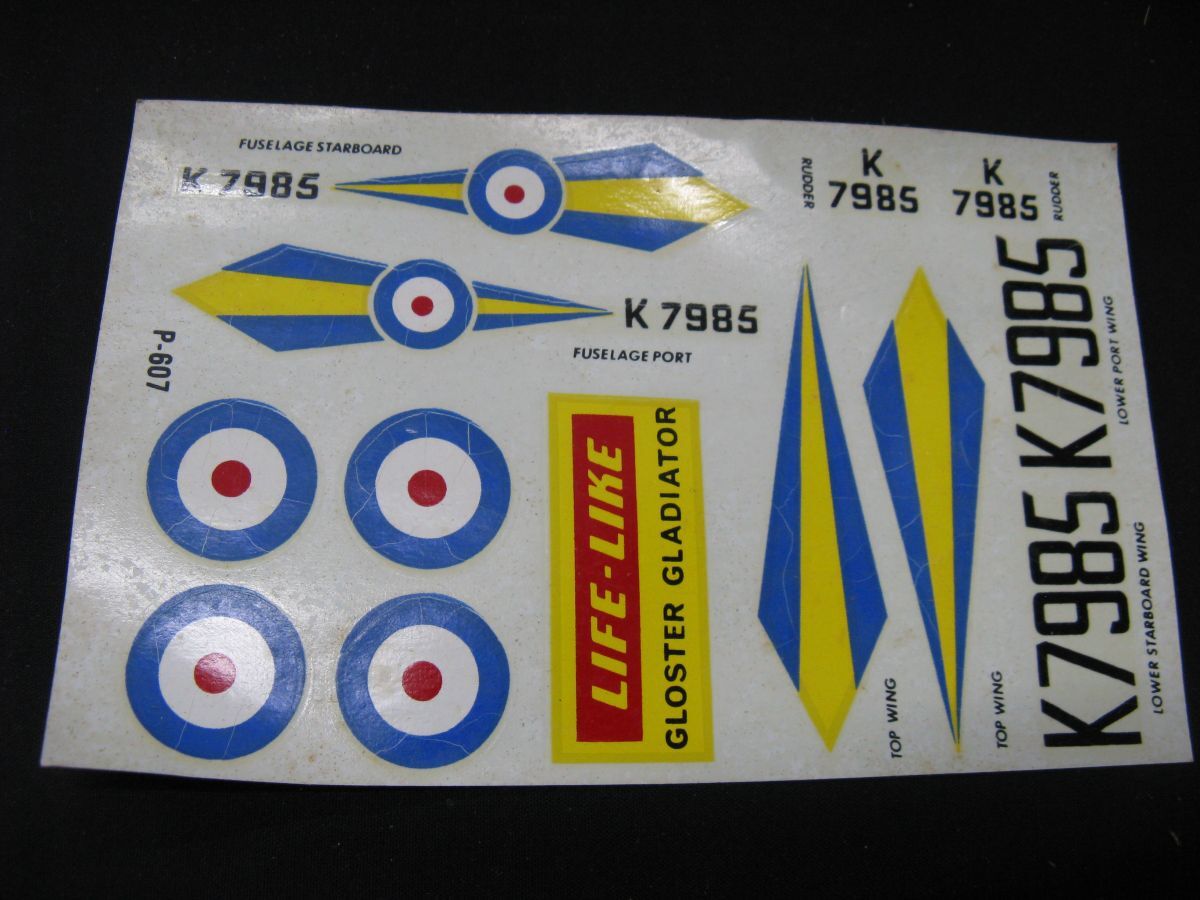 FUSELAGE STARBOARD
K 7985
K
7985
RUDDER
K
7985
RUDDER
K 7985
FUSELAGE PORT
P-607
LIFE-LIKE
GLOSTER GLADIATOR
TOP WING
TOP WING
K7985
LOWER PORT WING
K7985
LOWER STARBOARD WING